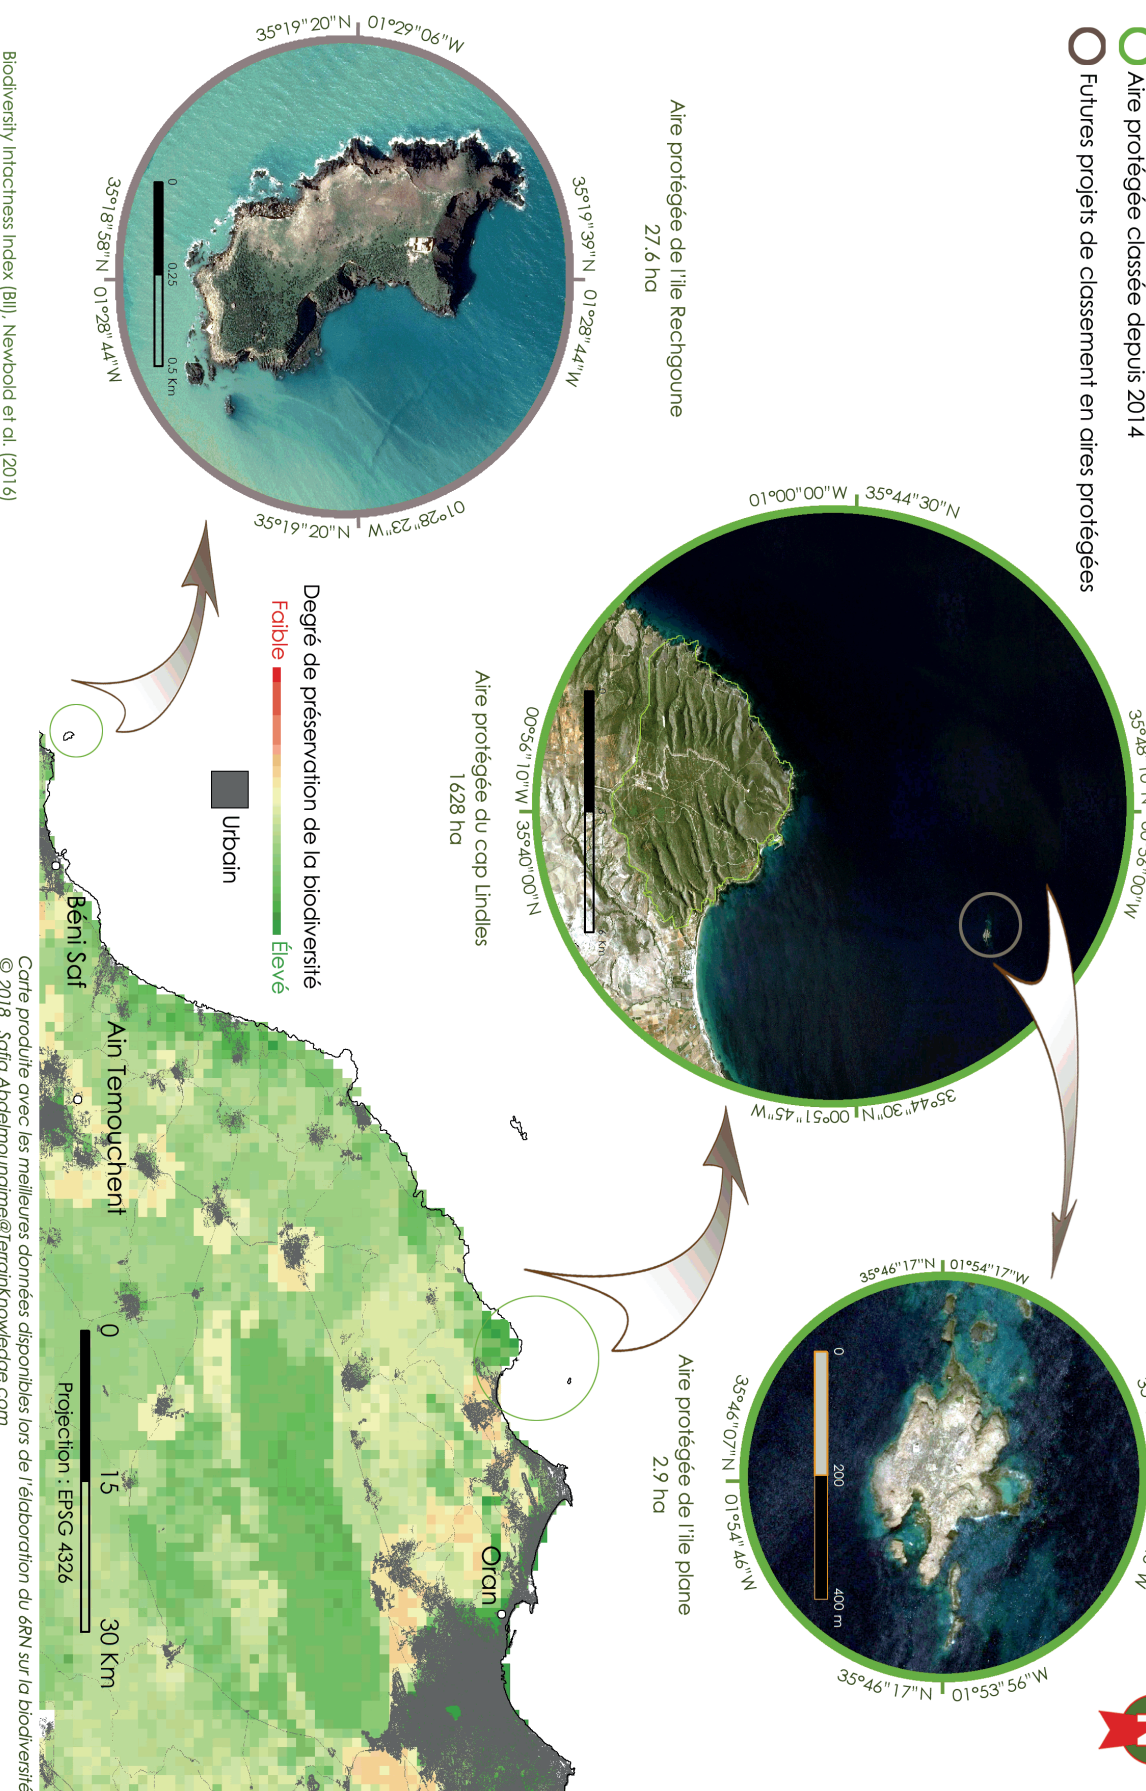 Aire protégée classée depuis 2014
Futures projets de classement en aires protégées
Aire protégée de l'île Rechgoune
27.6 ha
35°19"20"N
01°29"06"W
35°19"39"N
01°28"44"W
35°18"58"N
01°28"44"W
35°19"20"N
01°28"23"W
0
0.25
0.5 Km
01°00"00"W
35°44"30"N
00°56"10"W
35°40"00"N
00°51"45"W
35°44"30"N
Aire protégée du cap Lindles
1628 ha
35°46"17"N
01°54"17"W
35°46"07"N
01°54"46"W
35°46"17"N
01°53"56"W
0
200
400 m
Aire protégée de l'île plane
2.9 ha
Degré de préservation de la biodiversité
Faible
Élevé
Urbain
Béni Saf
Ain Temouchent
Oran
0
15
30 Km
Projection : EPSG 4326
Biodiversity Intactness Index (BII), Newbold et al. (2016)
Carte produite avec les meilleures données disponibles lors de l'élaboration du 6RN sur la biodiversité
© 2018